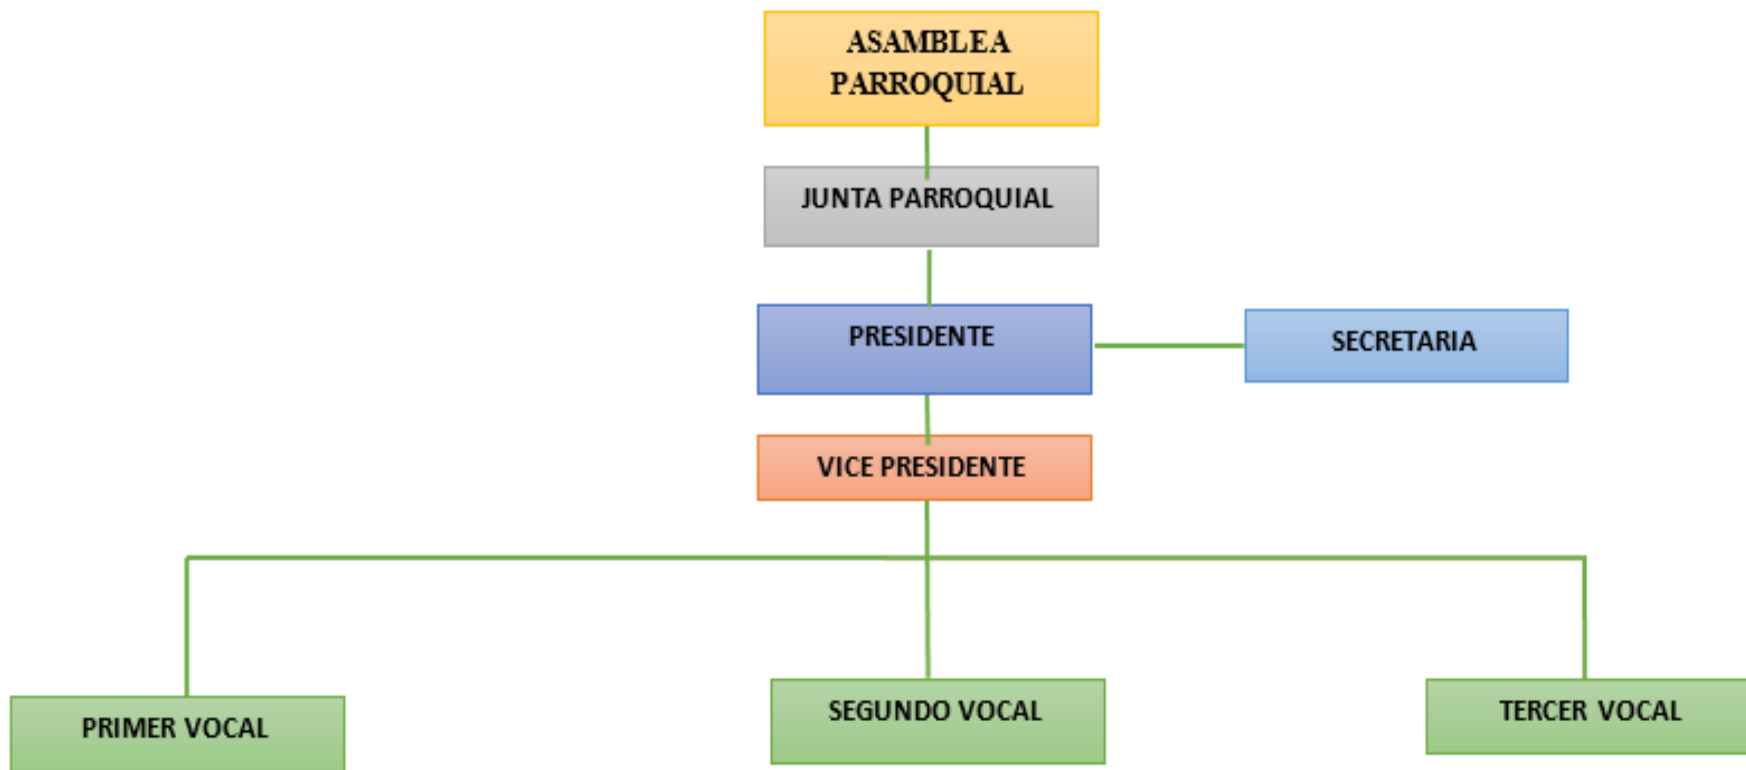 ASAMBLEA
PARROQUIAL
JUNTA PARROQUIAL
PRESIDENTE
SECRETARIA
VICE PRESIDENTE
PRIMER VOCAL
SEGUNDO VOCAL
TERCER VOCAL